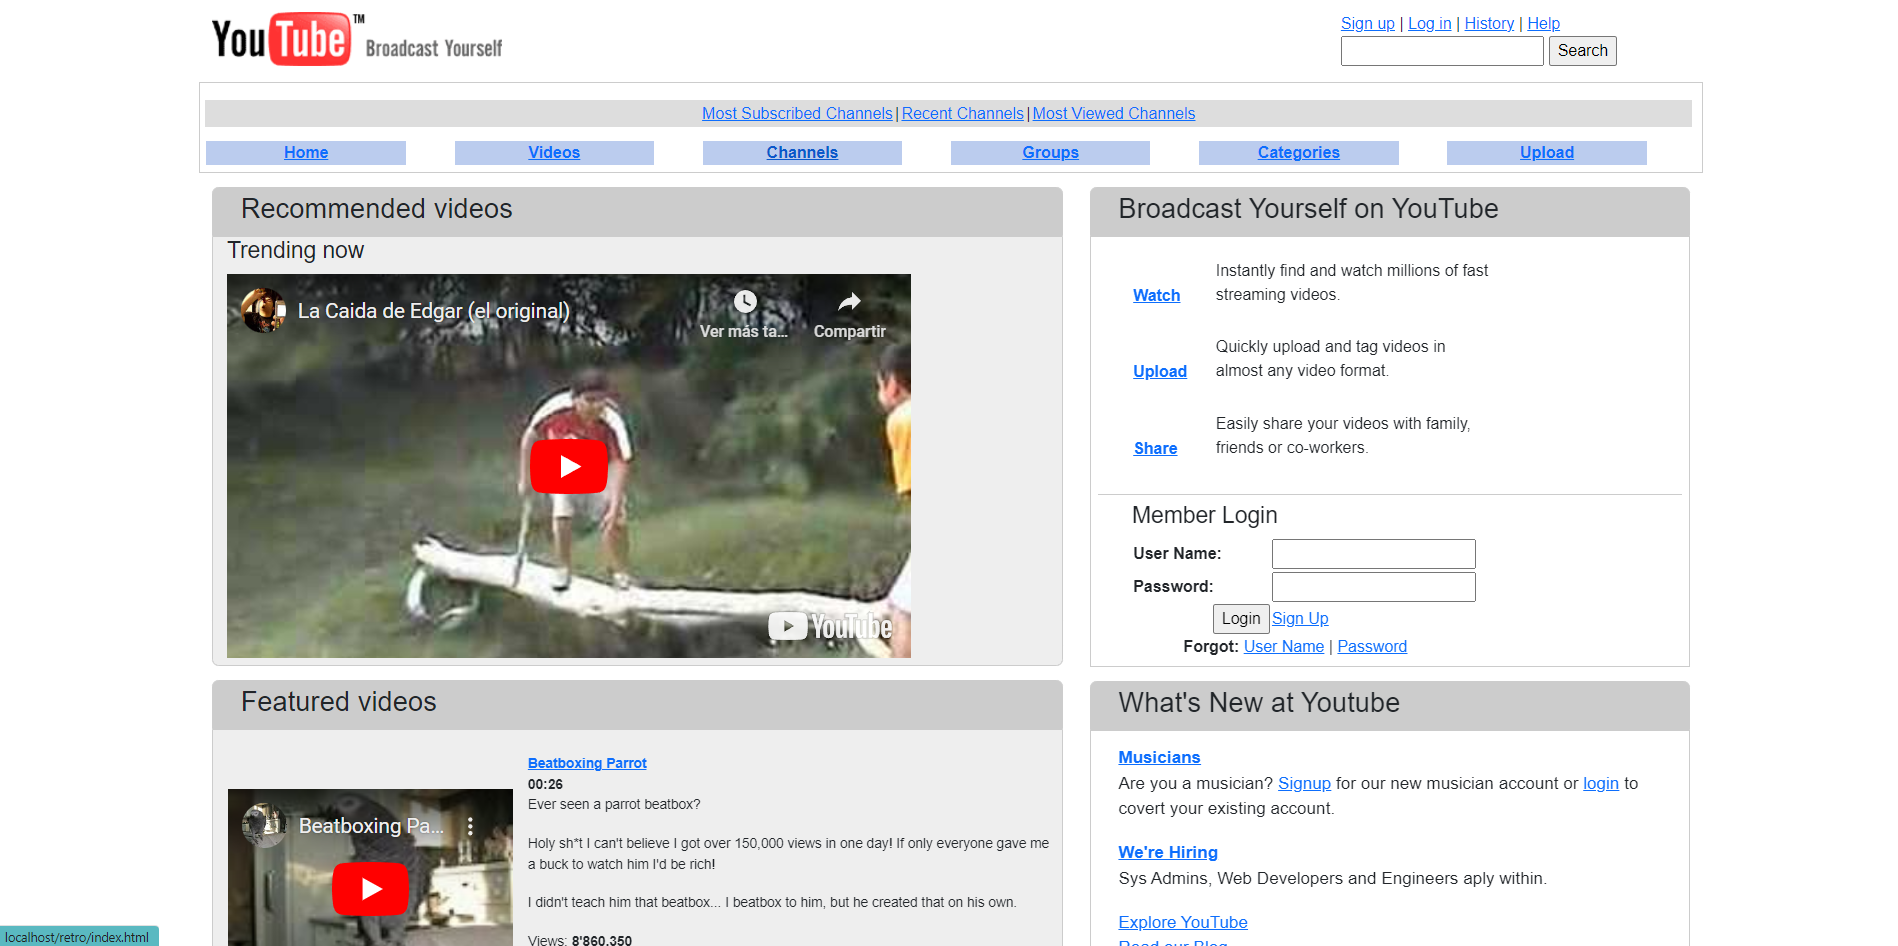 YouTube™ Broadcast Yourself
Sign up | Log in | History | Help
Search
Most Subscribed Channels | Recent Channels | Most Viewed Channels
Home Videos Channels Groups Categories Upload
Recommended videos
Trending now
La Caida de Edgar (el original)
Ver más ta... Compartir
YouTube
Broadcast Yourself on YouTube
Watch
Instantly find and watch millions of fast
streaming videos.
Upload
Quickly upload and tag videos in
almost any video format.
Share
Easily share your videos with family,
friends or co-workers.
Member Login
User Name:
Password:
Login Sign Up
Forgot: User Name | Password
Featured videos
Beatboxing Pa...
Beatboxing Parrot
00:26
Ever seen a parrot beatbox?
Holy sh*t I can't believe I got over 150,000 views in one day! If only everyone gave me
a buck to watch him I'd be rich!
I didn't teach him that beatbox... I beatbox to him, but he created that on his own.
Views: 8'860.350
What's New at Youtube
Musicians
Are you a musician? Signup for our new musician account or login to
covert your existing account.
We're Hiring
Sys Admins, Web Developers and Engineers aply within.
Explore YouTube
Read our Blog
localhost/retro/index.html